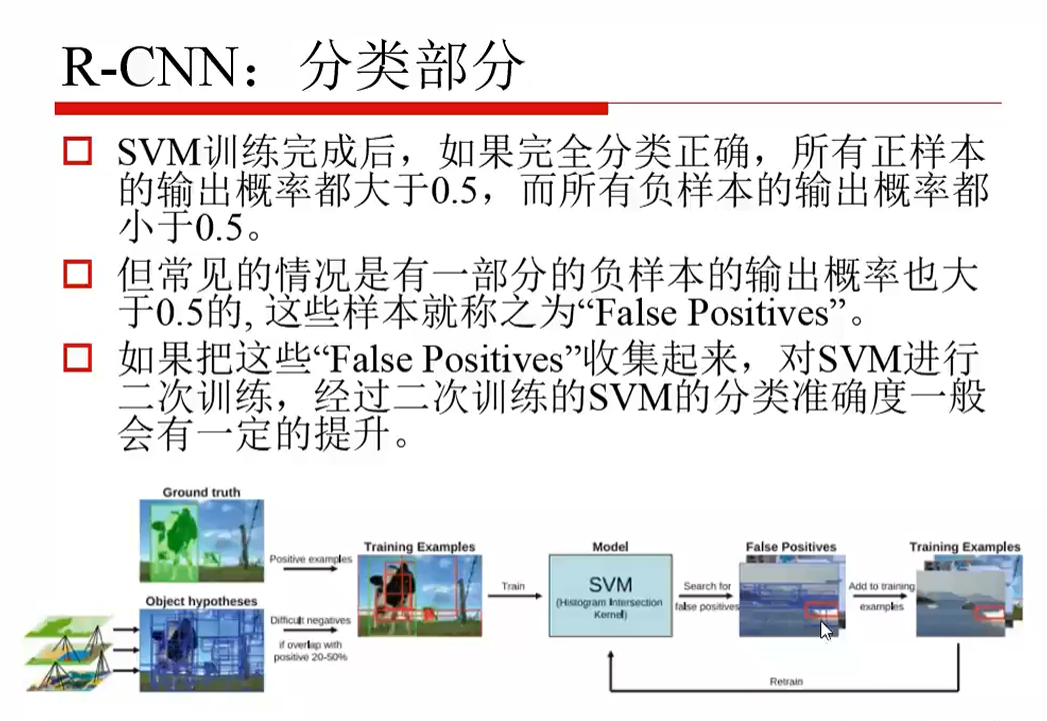 R-CNN：分类部分
SVM训练完成后，如果完全分类正确，所有正样本
的输出概率都大于0.5，而所有负样本的输出概率都
小于0.5。
但常见的情况是有一部分的负样本的输出概率也大
于0.5的, 这些样本就称之为“False Positives”。
如果把这些“False Positives”收集起来，对SVM进行
二次训练，经过二次训练的SVM的分类准确度一般
会有一定的提升。
Ground truth
Positive examples
Object hypotheses
Difficult negatives
if overlap with
positive 20-50%
Training Examples
Train
Model
SVM
(Histogram Intersection
Kernel)
Search for
false positives
False Positives
Add to training
examples
Training Examples
Retrain